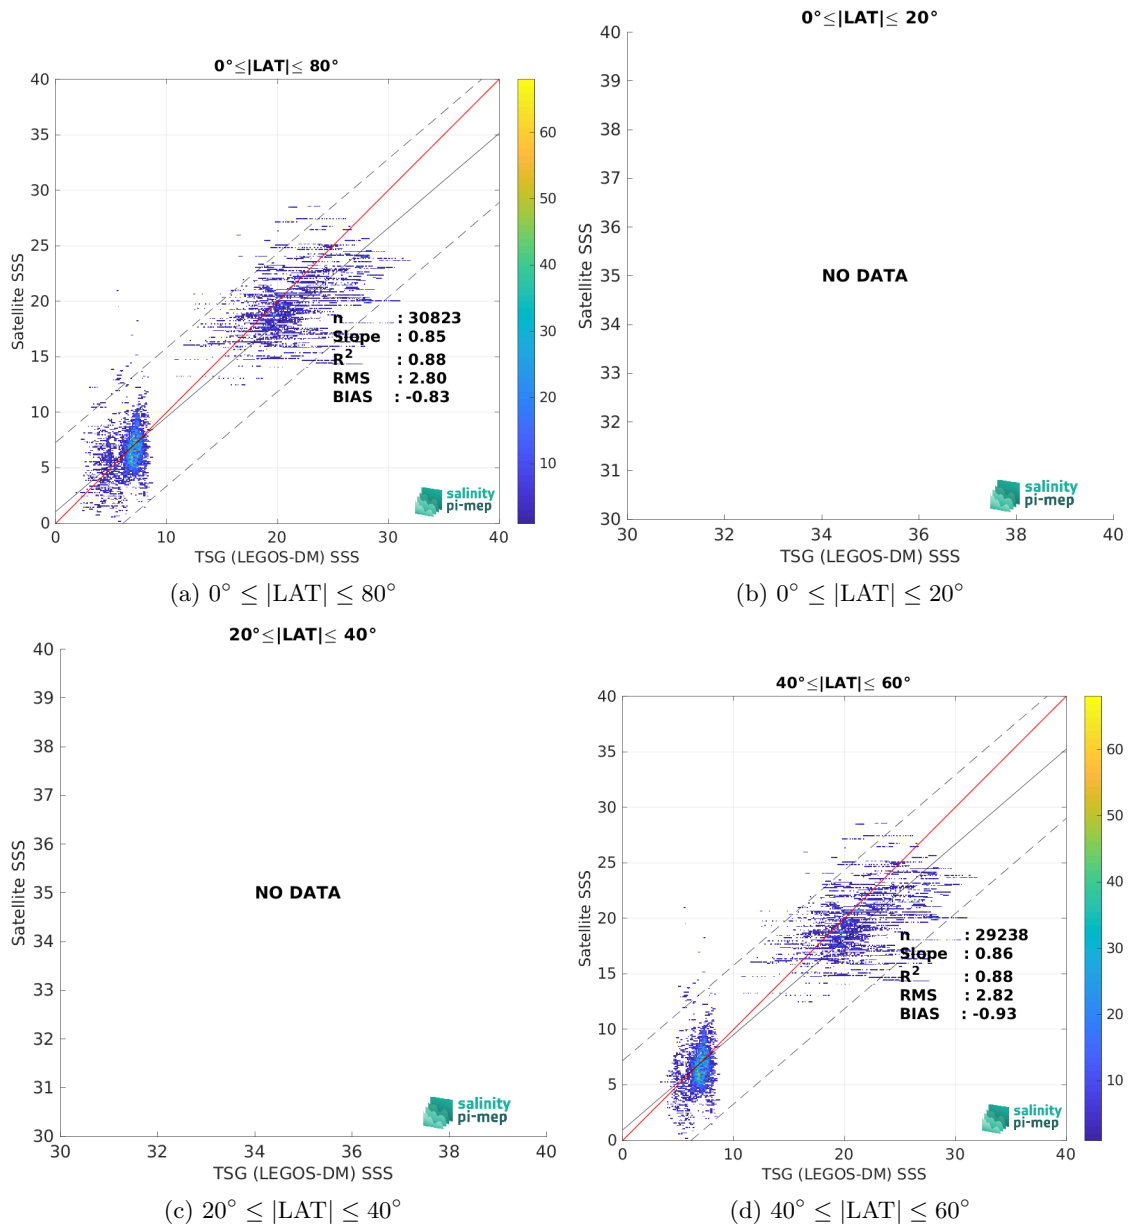 0°≤|LAT|≤ 80°
40
35
30
25
20
15
10
5
0
0
10
20
30
40
Satellite SSS
TSG (LEGOS-DM) SSS
60
50
40
30
20
10
n : 30823
Slope : 0.85
R² : 0.88
RMS : 2.80
BIAS : -0.83
salinity
pi-mep
(a) 0° ≤ |LAT| ≤ 80°
0°≤|LAT|≤ 20°
40
39
38
37
36
35
34
33
32
31
30
30
32
34
36
38
40
Satellite SSS
TSG (LEGOS-DM) SSS
NO DATA
salinity
pi-mep
(b) 0° ≤ |LAT| ≤ 20°
20°≤|LAT|≤ 40°
40
39
38
37
36
35
34
33
32
31
30
30
32
34
36
38
40
Satellite SSS
TSG (LEGOS-DM) SSS
NO DATA
salinity
pi-mep
(c) 20° ≤ |LAT| ≤ 40°
40°≤|LAT|≤ 60°
40
35
30
25
20
15
10
5
0
0
10
20
30
40
Satellite SSS
TSG (LEGOS-DM) SSS
60
50
40
30
20
10
n : 29238
Slope : 0.86
R² : 0.88
RMS : 2.82
BIAS : -0.93
salinity
pi-mep
(d) 40° ≤ |LAT| ≤ 60°